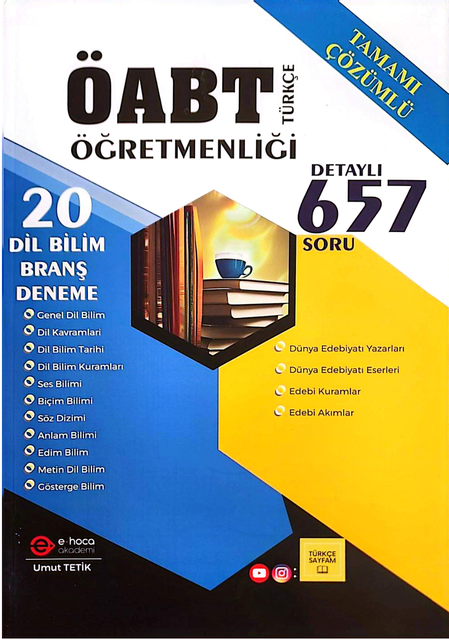 TAMAMI
ÇÖZÜMLÜ
ÖABT
TÜRKÇE
ÖĞRETMENLİĞİ
DETAYLI
657
SORU
20
DİL BİLİM
BRANŞ
DENEME
Genel Dil Bilim
Dil Kavramlari
Dil Bilim Tarihi
Dil Bilim Kuramları
Ses Bilimi
Biçim Bilimi
Söz Dizimi
Anlam Bilimi
Edim Bilim
Metin Dil Bilim
Gösterge Bilim
Dünya Edebiyatı Yazarları
Dünya Edebiyatı Eserleri
Edebi Kuramlar
Edebi Akımlar
e-hoca
akademi
Umut TETİK
TÜRKÇE
SAYFAM